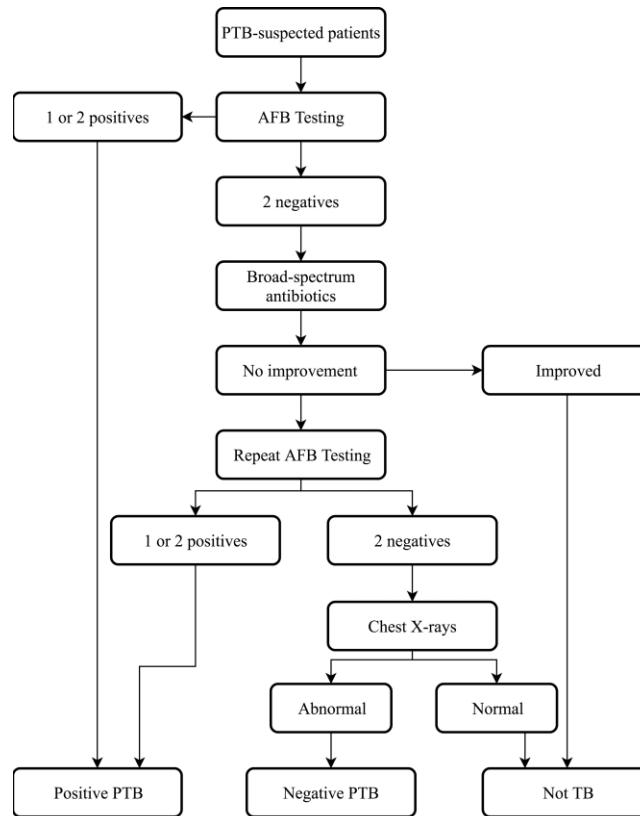 PTB-suspected patients
1 or 2 positives
AFB Testing
2 negatives
Broad-spectrum
antibiotics
No improvement
Improved
Repeat AFB Testing
1 or 2 positives
2 negatives
Chest X-rays
Abnormal
Normal
Positive PTB
Negative PTB
Not TB